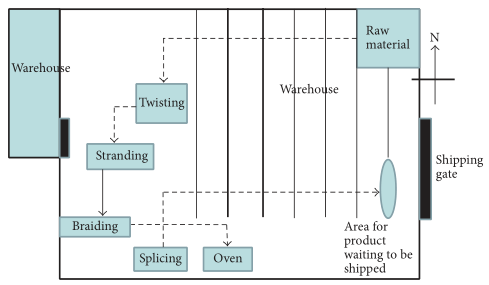 Raw
material
N
Warehouse
Warehouse
Twisting
Stranding
Shipping
gate
Braiding
Area for
product
waiting to be
shipped
Splicing
Oven